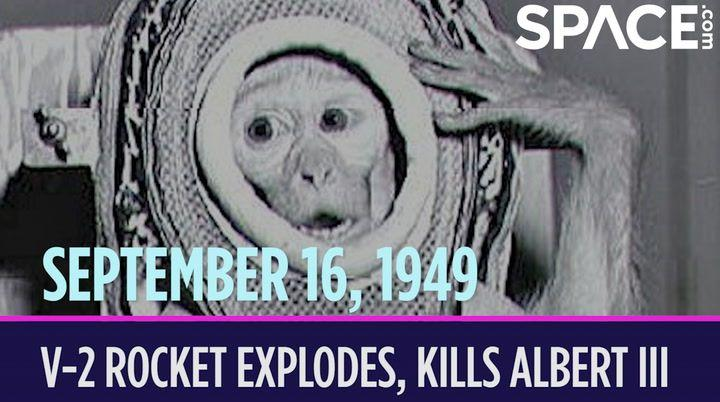 SPACE.com
SEPTEMBER 16, 1949
V-2 ROCKET EXPLODES, KILLS ALBERT III